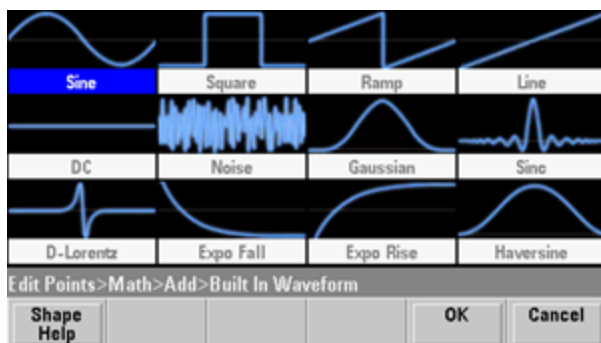 Sine
Square
Ramp
Line
DC
Noise
Gaussian
Sinc
D-Lorentz
Expo Fall
Expo Rise
Haversine
Edit Points>Math>Add>Built In Waveform
Shape
Help
OK
Cancel